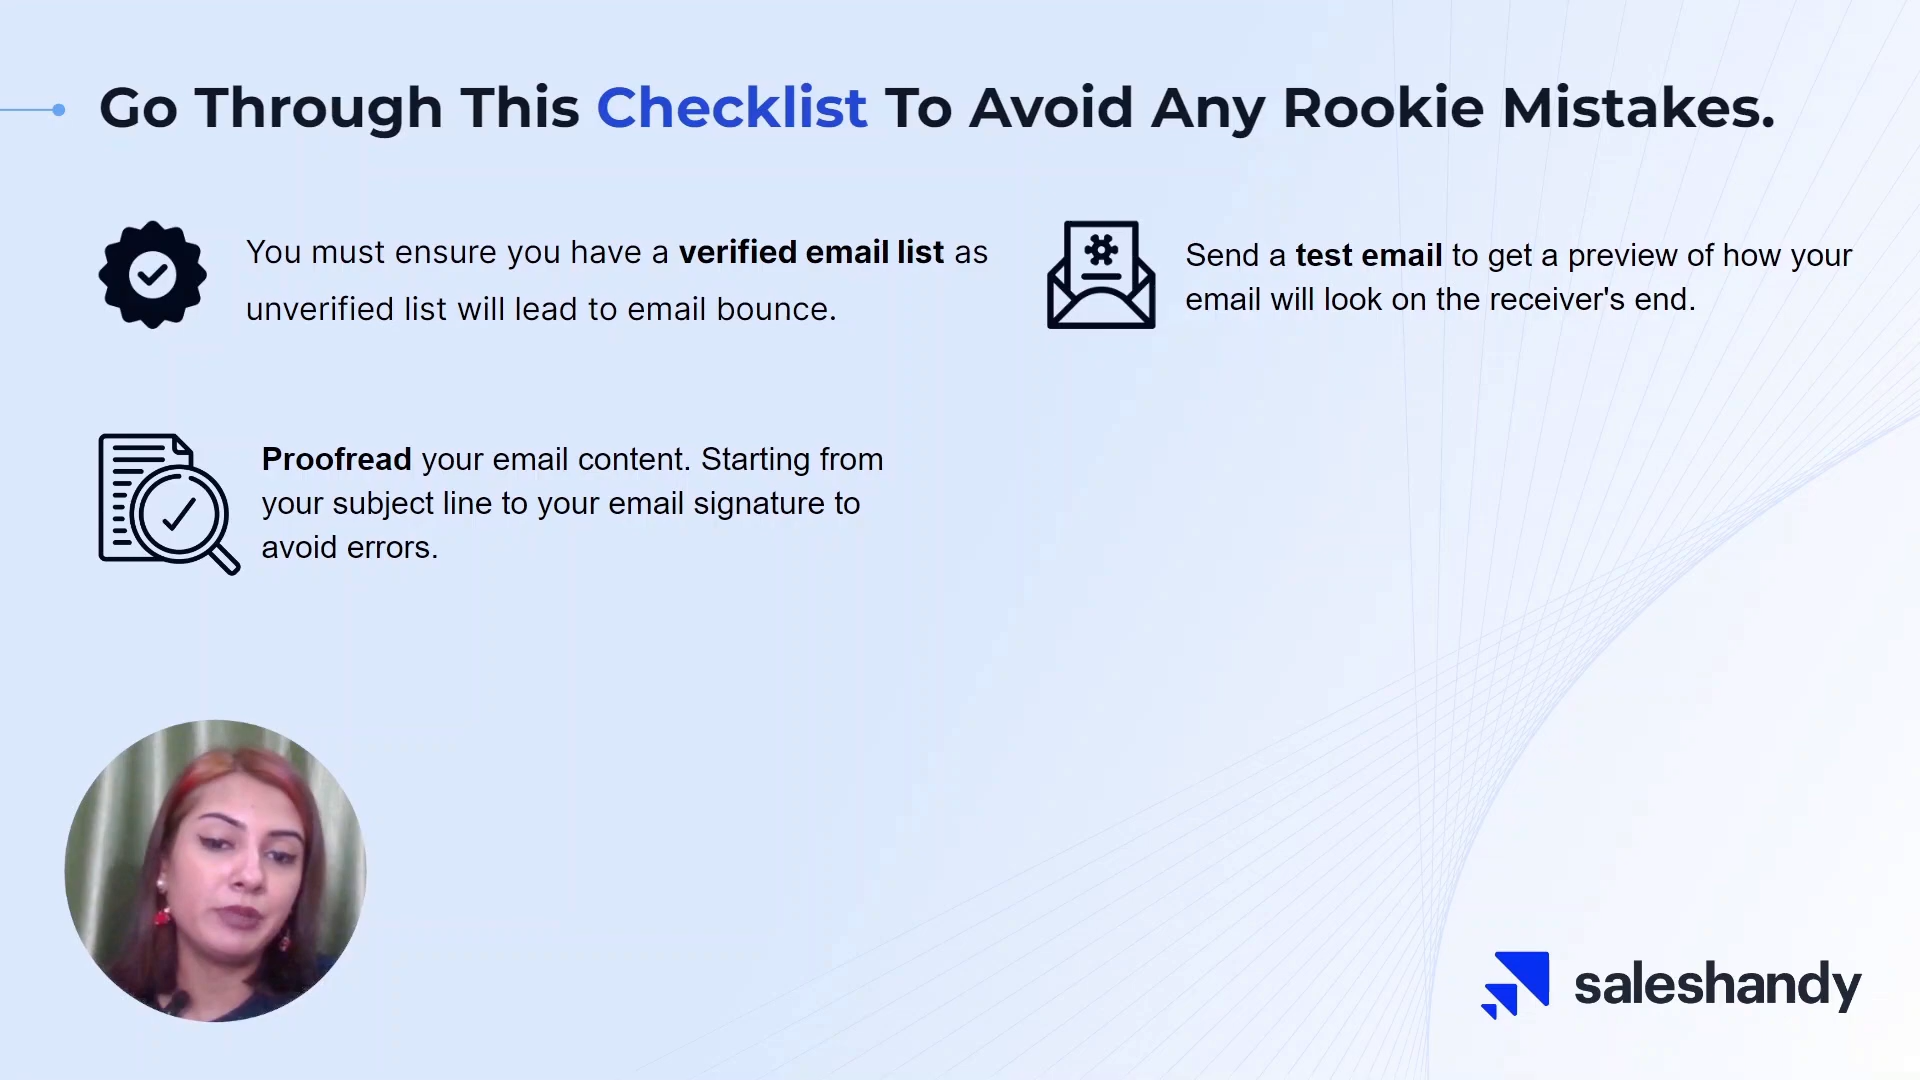 Go Through This Checklist To Avoid Any Rookie Mistakes.
You must ensure you have a verified email list as
unverified list will lead to email bounce.
Send a test email to get a preview of how your
email will look on the receiver's end.
Proofread your email content. Starting from
your subject line to your email signature to
avoid errors.
saleshandy